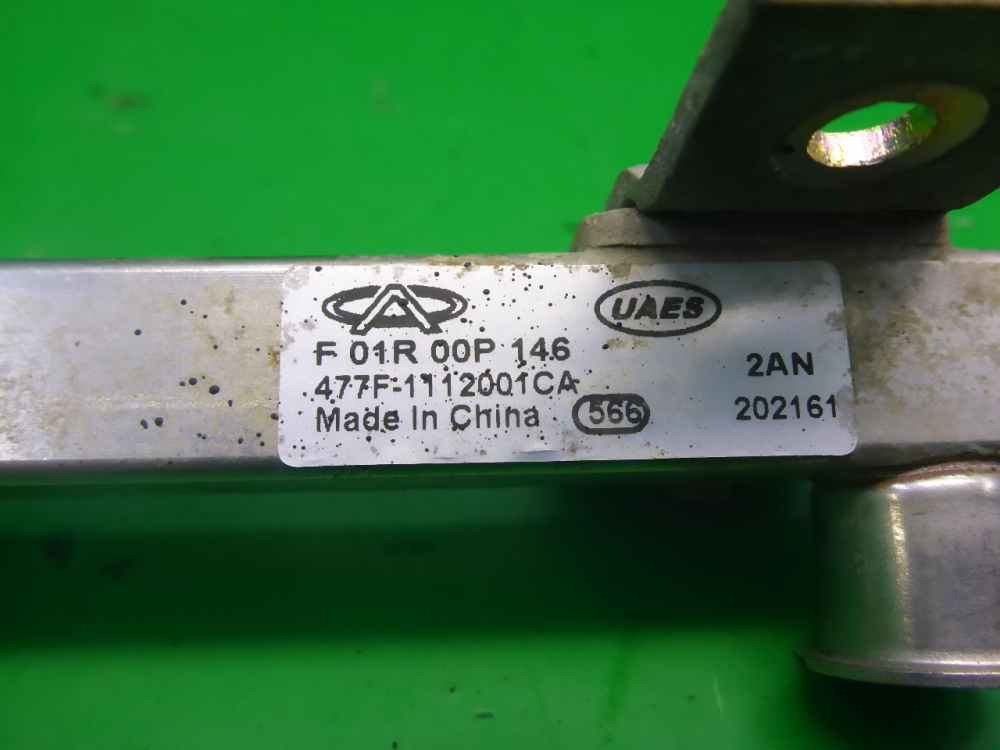 UAES
F 01R 00P 146
477F-1112001CA
2AN
Made In China 566
202161